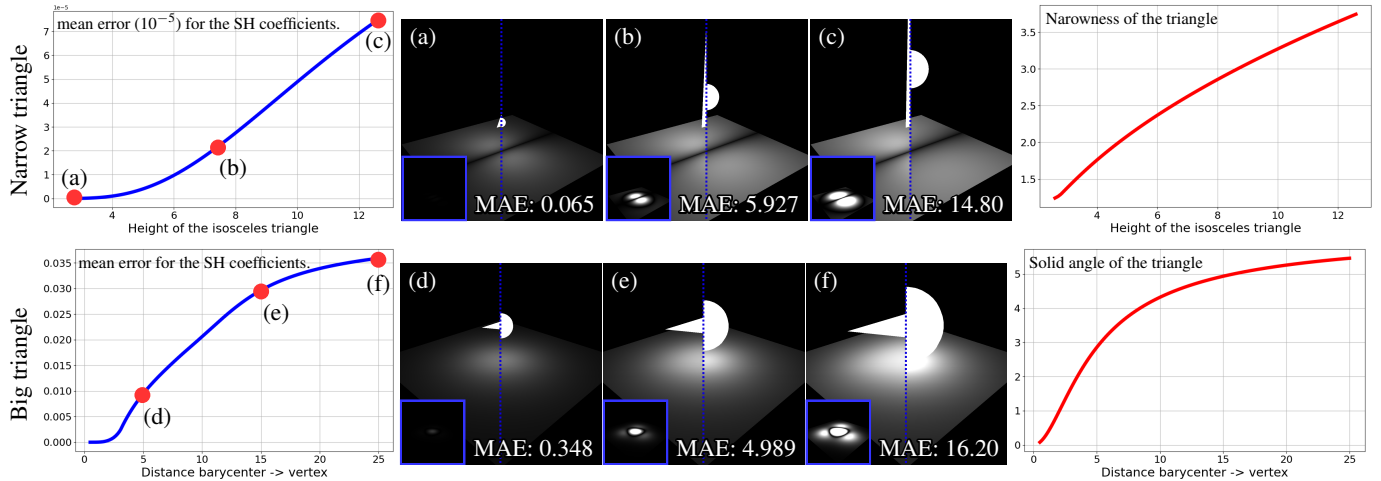 Narrow triangle
1e-5
mean error (10⁻⁵) for the SH coefficients.
7
6
5
4
3
2
1
0
(a)
(b)
(c)
4 6 8 10 12
Height of the isosceles triangle
(a)
MAE: 0.065
(b)
MAE: 5.927
(c)
MAE: 14.80
Narowness of the triangle
3.5
3.0
2.5
2.0
1.5
4 6 8 10 12
Height of the isosceles triangle
Big triangle
mean error for the SH coefficients.
0.035
0.030
0.025
0.020
0.015
0.010
0.005
0.000
(d)
(e)
(f)
0 5 10 15 20 25
Distance barycenter -> vertex
(d)
MAE: 0.348
(e)
MAE: 4.989
(f)
MAE: 16.20
Solid angle of the triangle
5
4
3
2
1
0
0 5 10 15 20 25
Distance barycenter -> vertex